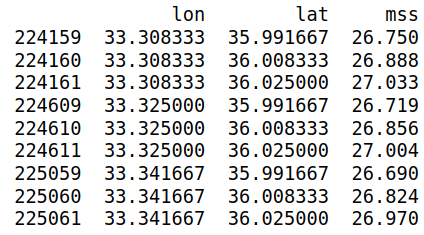 lon lat mss
224159 33.308333 35.991667 26.750
224160 33.308333 36.008333 26.888
224161 33.308333 36.025000 27.033
224609 33.325000 35.991667 26.719
224610 33.325000 36.008333 26.856
224611 33.325000 36.025000 27.004
225059 33.341667 35.991667 26.690
225060 33.341667 36.008333 26.824
225061 33.341667 36.025000 26.970